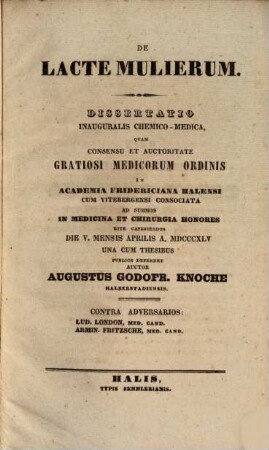 DE
LACTE MULIERUM.
DISSERTATIO
INAUGURALIS CHEMICO-MEDICA,
QUAM
CONSENSU ET AUCTORITATE
GRATIOSI MEDICORUM ORDINIS
IN
ACADEMIA FRIDERICIANA HALENSI
CUM VITEBERGENSI CONSOCIATA
AD SUMMOS
IN MEDICINA ET CHIRURGIA HONORES
RITE CAPESSENDOS
DIE V. MENSIS APRILIS A. MDCCCXLV
UNA CUM THESIBUS
PUBLICE DEFENDET
AUCTOR
AUGUSTUS GODOFR. KNOCHE
HALBERSTADIENSIS.
CONTRA ADVERSARIOS:
LUD. LONDON, MED. CAND.
ARMIN. FRITZSCHE, MED. CAND.
HALIS,
TYPIS SEMMLERIANIS.